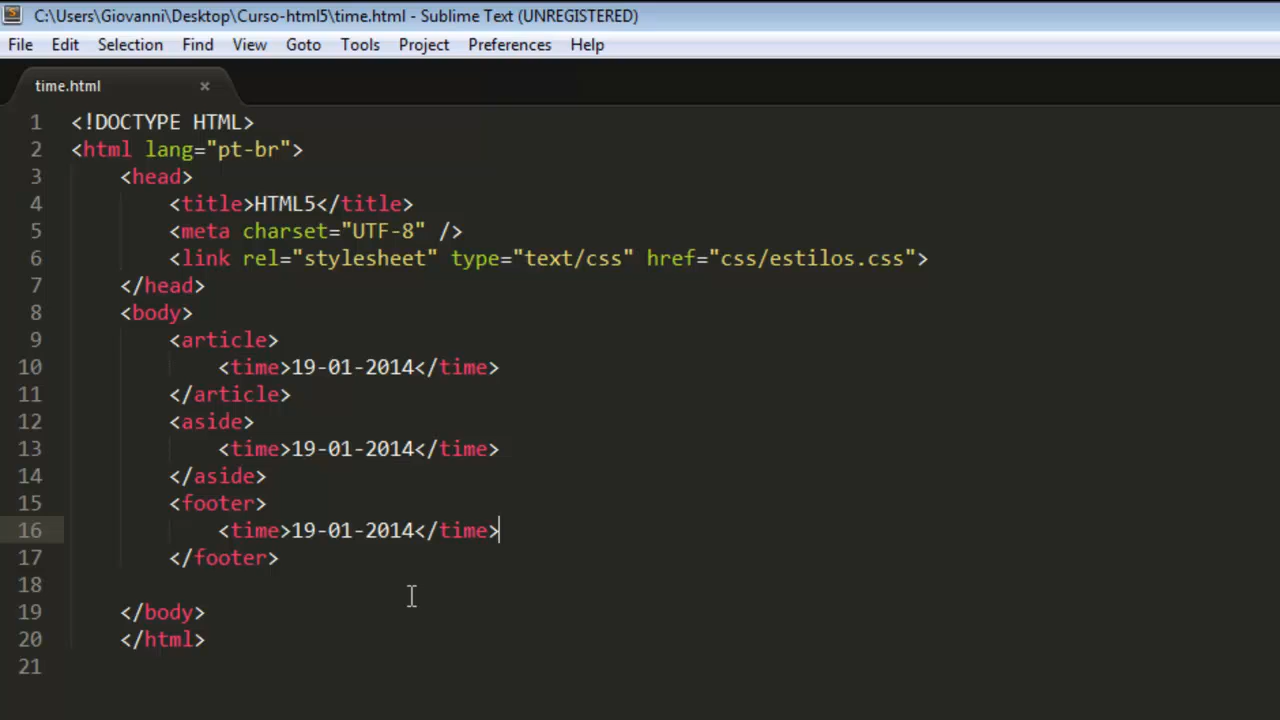 C:\Users\Giovanni\Desktop\Curso-html5\time.html - Sublime Text (UNREGISTERED)
File Edit Selection Find View Goto Tools Project Preferences Help
time.html ×
1 <!DOCTYPE HTML>
2 <html lang="pt-br">
3 <head>
4 <title>HTML5</title>
5 <meta charset="UTF-8" />
6 <link rel="stylesheet" type="text/css" href="css/estilos.css">
7 </head>
8 <body>
9 <article>
10 <time>19-01-2014</time>
11 </article>
12 <aside>
13 <time>19-01-2014</time>
14 </aside>
15 <footer>
16 <time>19-01-2014</time>
17 </footer>
18
19 </body>
20 </html>
21